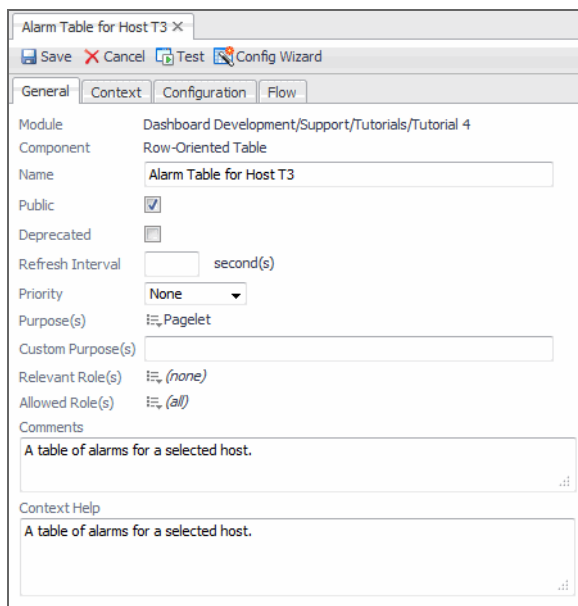 Alarm Table for Host T3
Save Cancel Test Config Wizard
General Context Configuration Flow
Module Dashboard Development/Support/Tutorials/Tutorial 4
Component Row-Oriented Table
Name Alarm Table for Host T3
Public
Deprecated
Refresh Interval second(s)
Priority None
Purpose(s) Pagelet
Custom Purpose(s)
Relevant Role(s) (none)
Allowed Role(s) (all)
Comments
A table of alarms for a selected host.
Context Help
A table of alarms for a selected host.